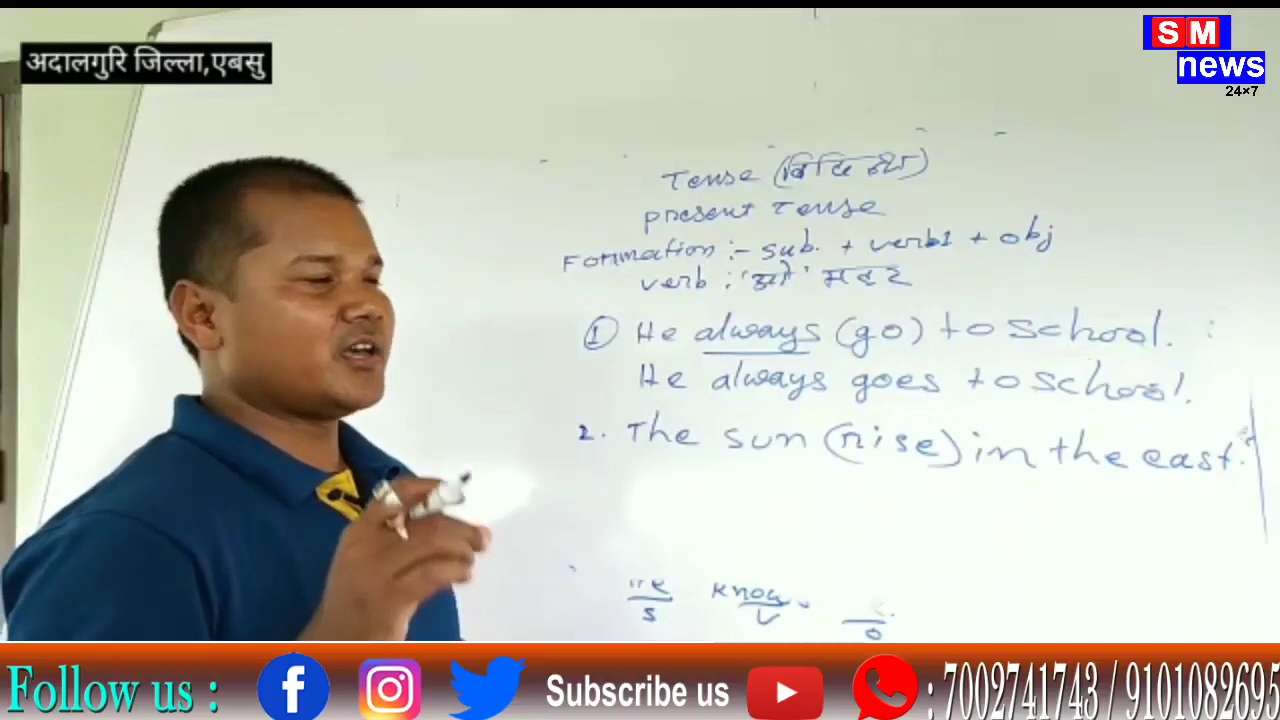 अदालगुरि जिल्ला,एबसु
SM
news
24×7
Tense
present Tense
Formation :- sub. + verb1 + obj
verb :
① He always (go) to school.
He always goes to school.
2. The sun (rise) in the east.
know
S V O
Follow us : Subscribe us : 7002741743 / 9101082695